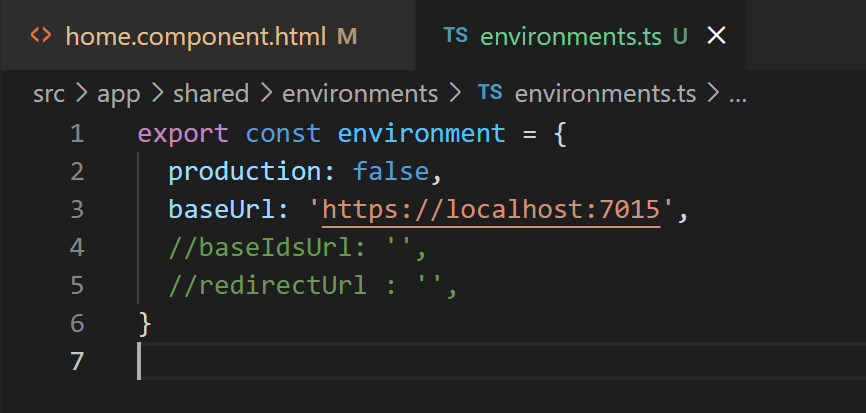 <> home.component.html M TS environments.ts U ×
src > app > shared > environments > TS environments.ts > ...
1 export const environment = {
2 production: false,
3 baseUrl: 'https://localhost:7015',
4 //baseIdsUrl: '',
5 //redirectUrl : '',
6 }
7